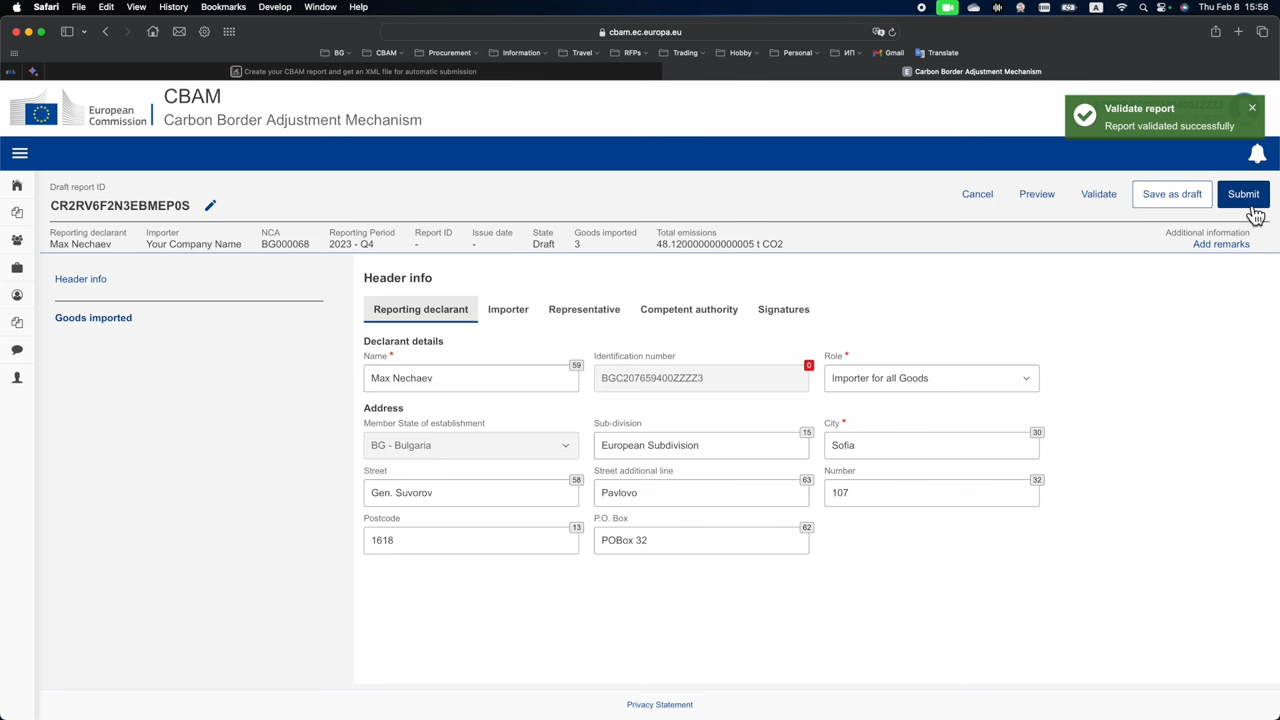 Safari File Edit View History Bookmarks Develop Window Help A Thu Feb 8 15:58
cbam.ec.europa.eu
BG CBAM Procurement Information Travel RFPs Trading Hobby Personal ИП Gmail Translate
Create your CBAM report and get an XML file for automatic submission
E Carbon Border Adjustment Mechanism
European
Commission
CBAM
Carbon Border Adjustment Mechanism
Validate report
Report validated successfully
Draft report ID
CR2RV6F2N3EBMEP0S
Cancel Preview Validate Save as draft Submit
Reporting declarant Importer NCA Reporting Period Report ID Issue date State Goods imported Total emissions Additional information
Max Nechaev Your Company Name BG000068 2023 - Q4 - - Draft 3 48.120000000000005 t CO2 Add remarks
Header info
Goods imported
Header info
Reporting declarant Importer Representative Competent authority Signatures
Declarant details
Name * 59 Identification number 0 Role *
Max Nechaev BGC207659400ZZZZ3 Importer for all Goods
Address
Member State of establishment Sub-division 15 City * 30
BG - Bulgaria European Subdivision Sofia
Street 58 Street additional line 63 Number 32
Gen. Suvorov Pavlovo 107
Postcode 13 P.O. Box 62
1618 POBox 32
Privacy Statement